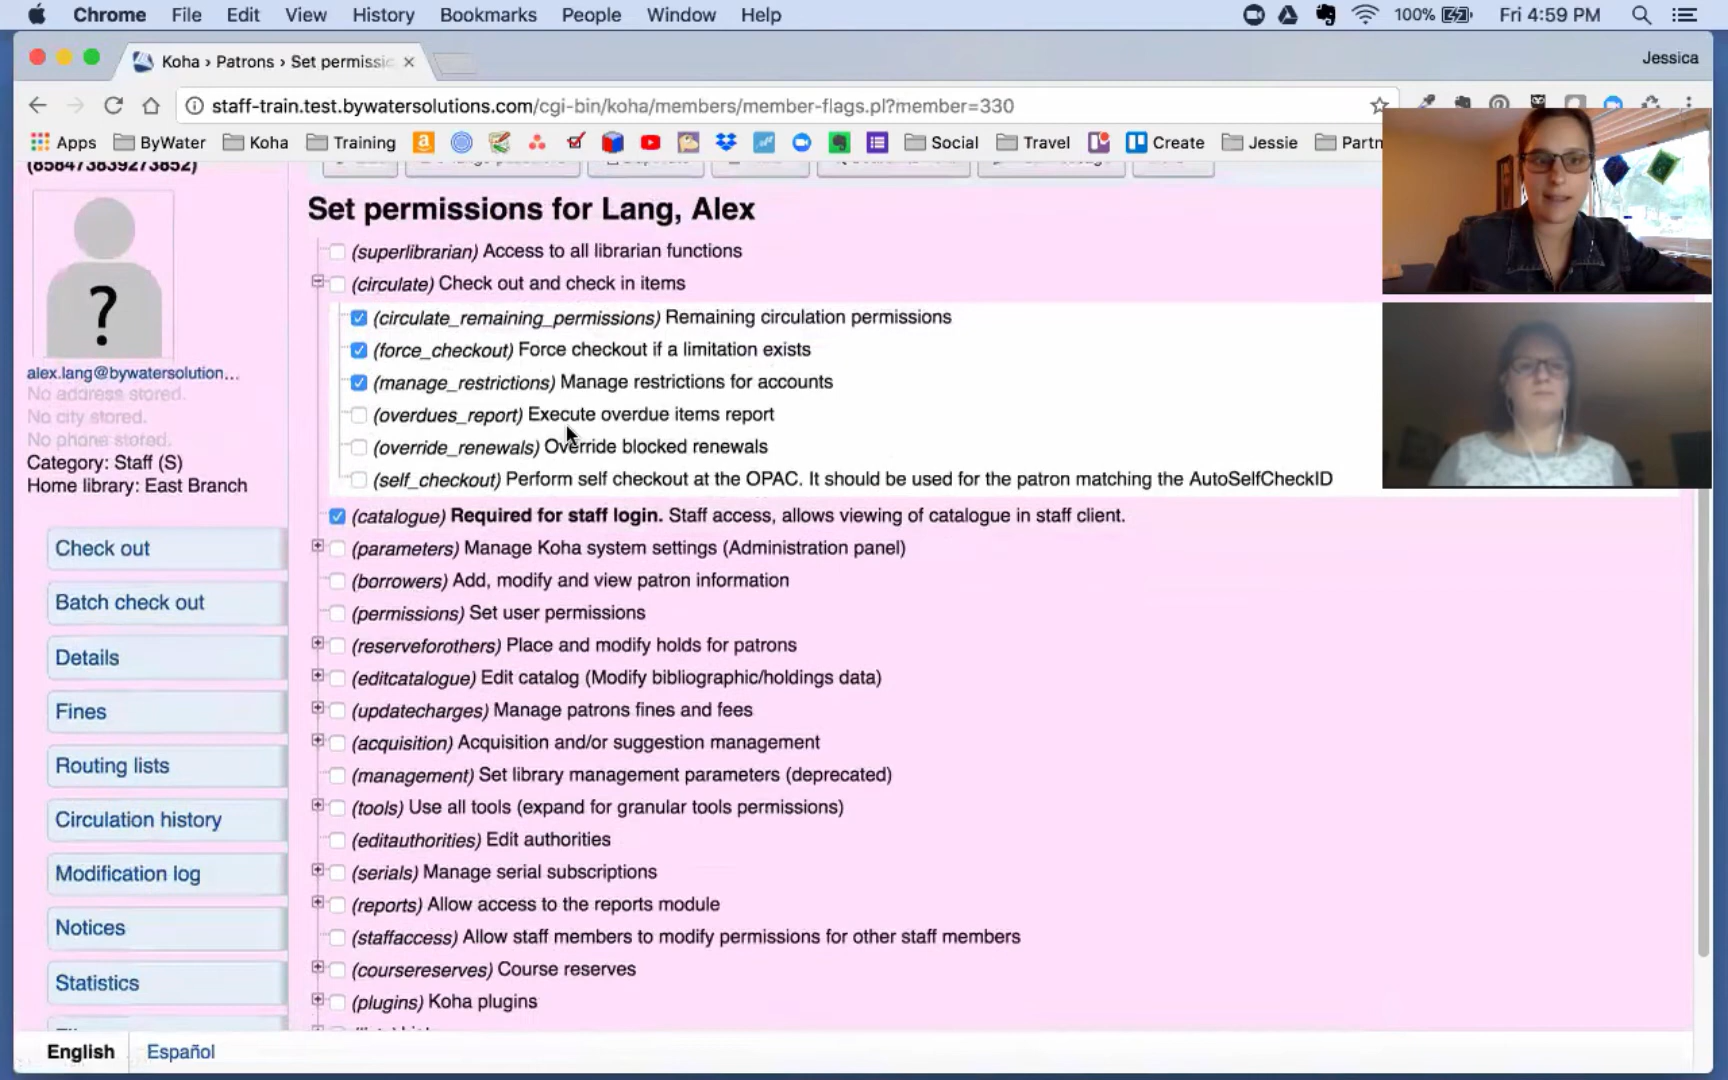 Chrome File Edit View History Bookmarks People Window Help 100% Fri 4:59 PM
Koha › Patrons › Set permissic
Jessica
staff-train.test.bywatersolutions.com/cgi-bin/koha/members/member-flags.pl?member=330
Apps ByWater Koha Training Social Travel Create Jessie Partn
(85847383927​3852)
?
alex.lang@bywatersolution...
No address stored.
No city stored.
No phone stored.
Category: Staff (S)
Home library: East Branch
Check out
Batch check out
Details
Fines
Routing lists
Circulation history
Modification log
Notices
Statistics
Set permissions for Lang, Alex
(superlibrarian) Access to all librarian functions
(circulate) Check out and check in items
(circulate_remaining_permissions) Remaining circulation permissions
(force_checkout) Force checkout if a limitation exists
(manage_restrictions) Manage restrictions for accounts
(overdues_report) Execute overdue items report
(override_renewals) Override blocked renewals
(self_checkout) Perform self checkout at the OPAC. It should be used for the patron matching the AutoSelfCheckID
(catalogue) Required for staff login. Staff access, allows viewing of catalogue in staff client.
(parameters) Manage Koha system settings (Administration panel)
(borrowers) Add, modify and view patron information
(permissions) Set user permissions
(reserveforothers) Place and modify holds for patrons
(editcatalogue) Edit catalog (Modify bibliographic/holdings data)
(updatecharges) Manage patrons fines and fees
(acquisition) Acquisition and/or suggestion management
(management) Set library management parameters (deprecated)
(tools) Use all tools (expand for granular tools permissions)
(editauthorities) Edit authorities
(serials) Manage serial subscriptions
(reports) Allow access to the reports module
(staffaccess) Allow staff members to modify permissions for other staff members
(coursereserves) Course reserves
(plugins) Koha plugins
English Español